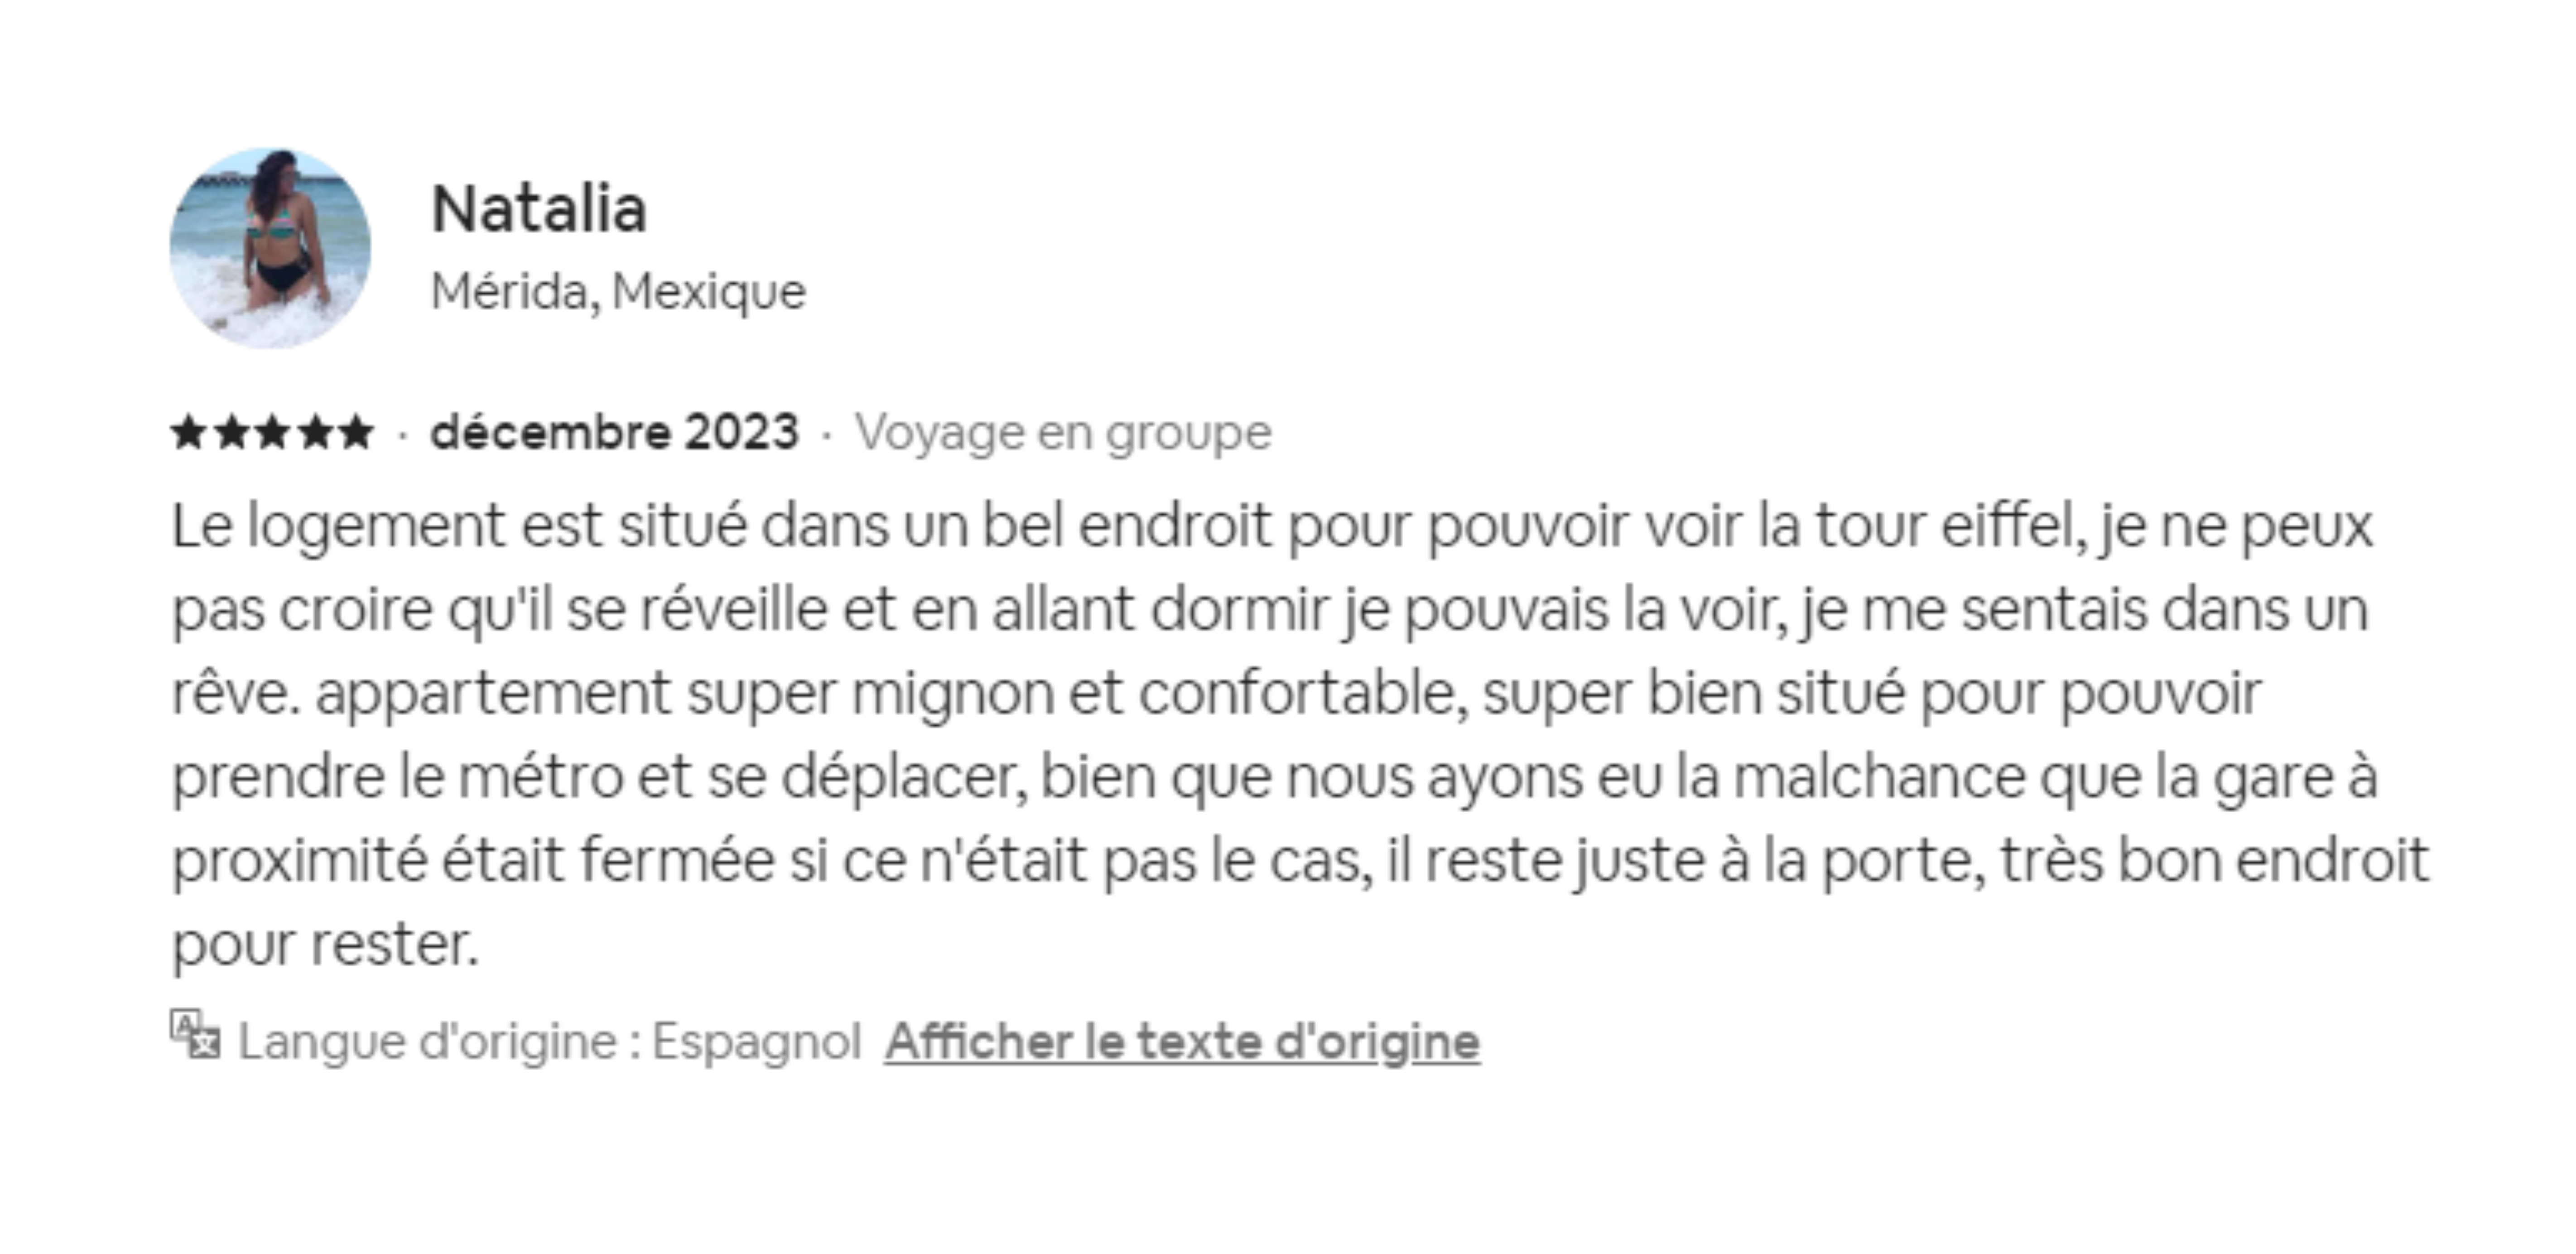 Natalia
Mérida, Mexique
★★★★★ · décembre 2023 · Voyage en groupe
Le logement est situé dans un bel endroit pour pouvoir voir la tour eiffel, je ne peux
pas croire qu'il se réveille et en allant dormir je pouvais la voir, je me sentais dans un
rêve. appartement super mignon et confortable, super bien situé pour pouvoir
prendre le métro et se déplacer, bien que nous ayons eu la malchance que la gare à
proximité était fermée si ce n'était pas le cas, il reste juste à la porte, très bon endroit
pour rester.
Langue d'origine : Espagnol Afficher le texte d'origine